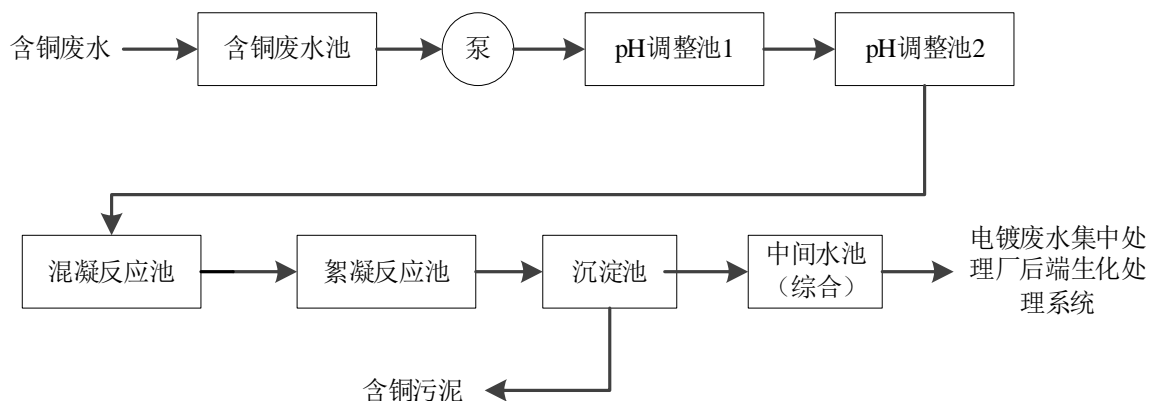 含铜废水
含铜废水池
泵
pH调整池1
pH调整池2
混凝反应池
絮凝反应池
沉淀池
中间水池
（综合）
电镀废水集中处
理厂后端生化处
理系统
含铜污泥